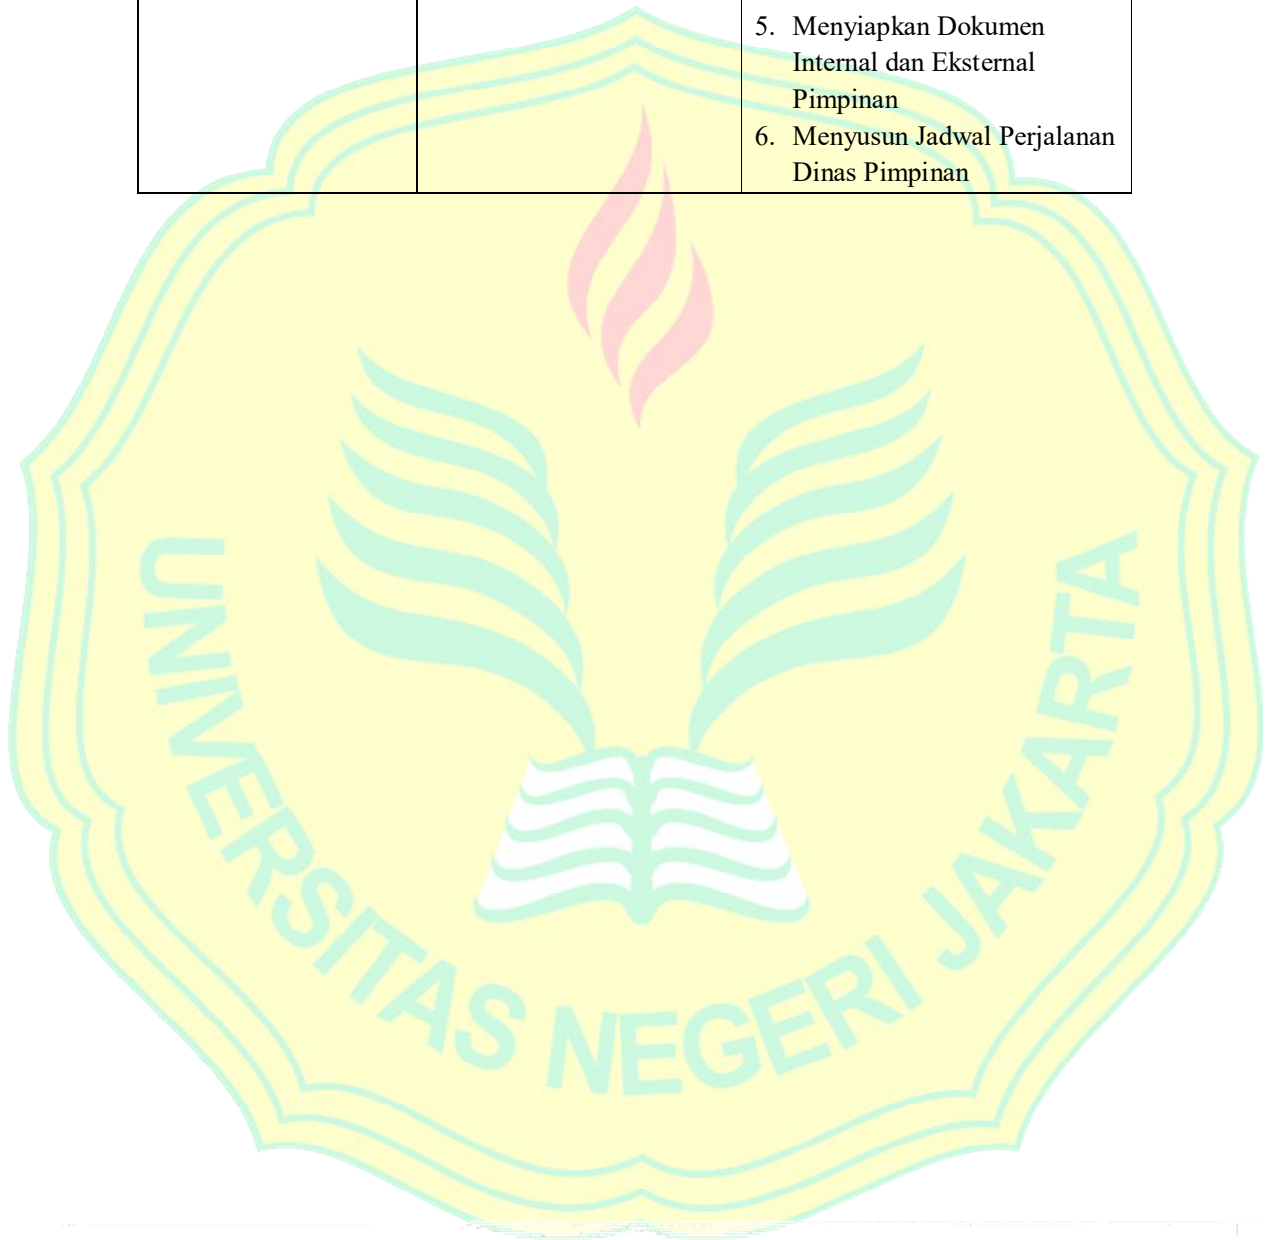 5. Menyiapkan Dokumen
Internal dan Eksternal
Pimpinan
6. Menyusun Jadwal Perjalanan
Dinas Pimpinan
UNIVERSITAS NEGERI JAKARTA